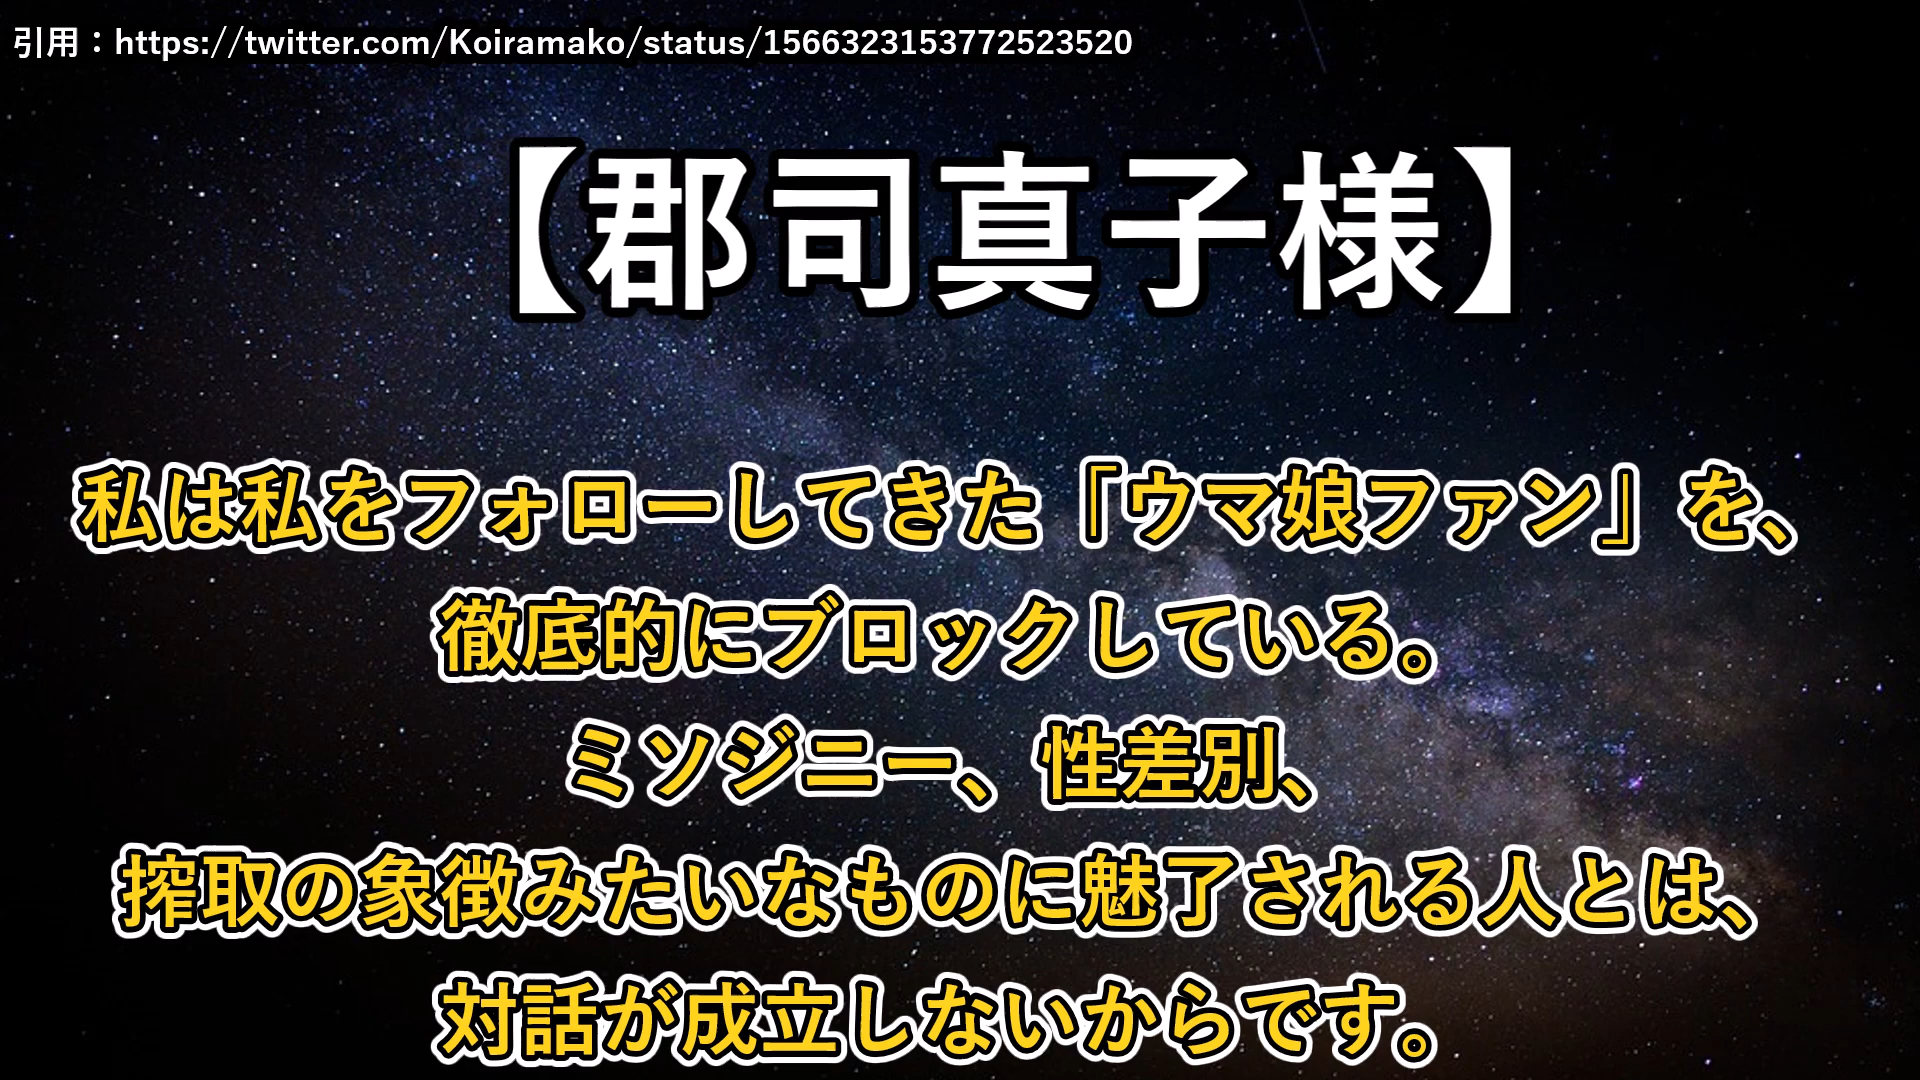 引用：https://twitter.com/Koiramako/status/1566323153772523520
【郡司真子様】
私は私をフォローしてきた「ウマ娘ファン」を、
徹底的にブロックしている。
ミソジニー、性差別、
搾取の象徴みたいなものに魅了される人とは、
対話が成立しないからです。